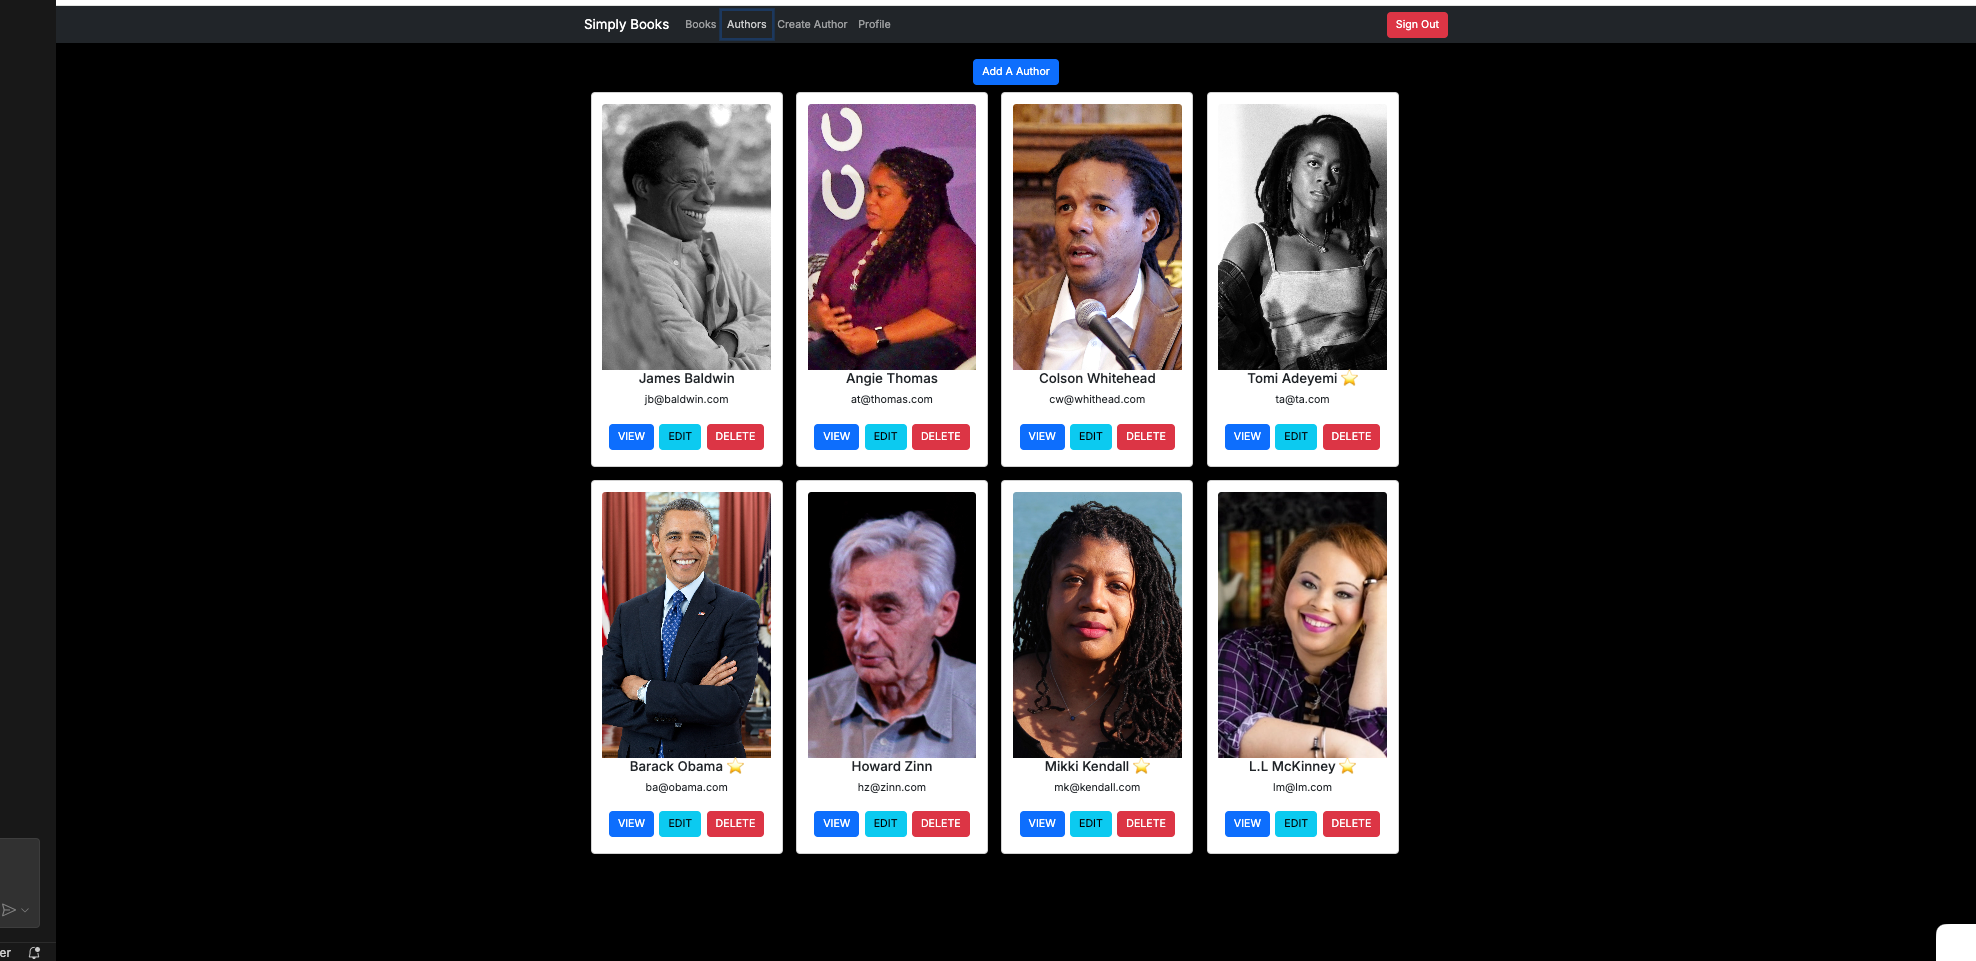 Simply Books Books Authors Create Author Profile Sign Out
Add A Author
CC
James Baldwin
jb@baldwin.com
VIEW EDIT DELETE
Angie Thomas
at@thomas.com
VIEW EDIT DELETE
Colson Whitehead
cw@whithead.com
VIEW EDIT DELETE
Tomi Adeyemi ⭐
ta@ta.com
VIEW EDIT DELETE
Barack Obama ⭐
ba@obama.com
VIEW EDIT DELETE
Howard Zinn
hz@zinn.com
VIEW EDIT DELETE
Mikki Kendall ⭐
mk@kendall.com
VIEW EDIT DELETE
L.L McKinney ⭐
lm@lm.com
VIEW EDIT DELETE
er